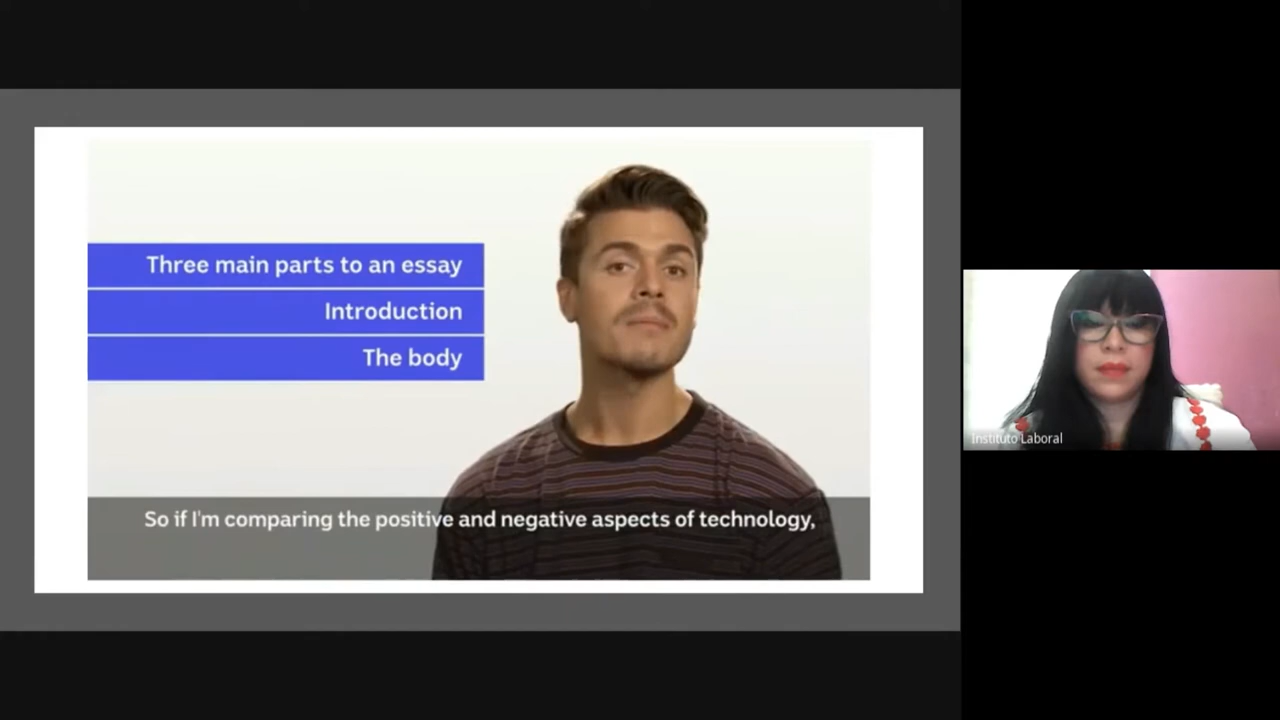 Three main parts to an essay
Introduction
The body
So if I'm comparing the positive and negative aspects of technology,
Instituto Laboral